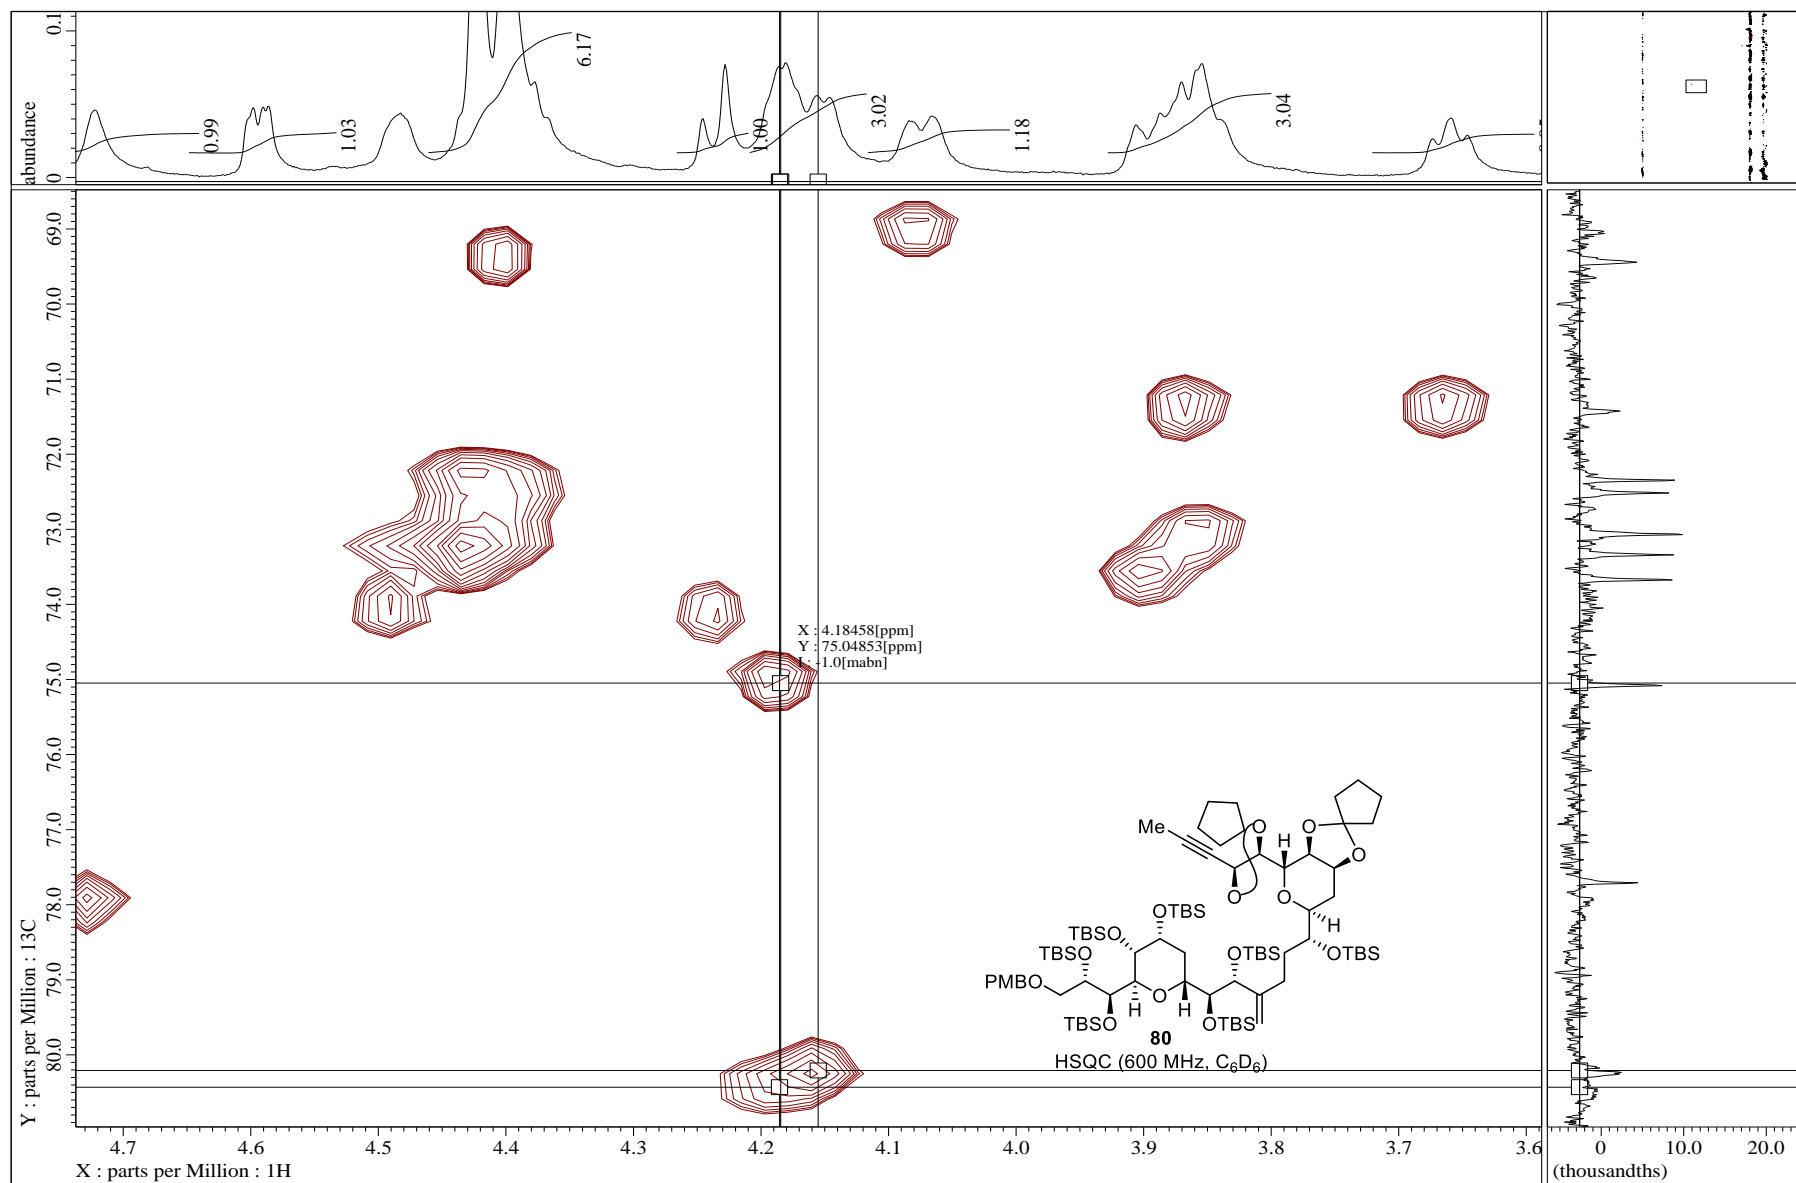 abundance
0.1
0
0.99
1.03
6.17
1.00
3.02
1.18
3.04
69.0
70.0
71.0
72.0
73.0
74.0
75.0
76.0
77.0
78.0
79.0
80.0
Y : parts per Million : 13C
X : 4.18458[ppm]
Y : 75.04853[ppm]
I : -1.0[mabn]
Me
O
H
O
O
O
O
H
OTBS
TBSO
TBSO
OTBS
OTBS
PMBO
O
H
H
TBSO
OTBS
80
HSQC (600 MHz, C6D6)
4.7
4.6
4.5
4.4
4.3
4.2
4.1
4.0
3.9
3.8
3.7
3.6
X : parts per Million : 1H
0
10.0
20.0
(thousandths)